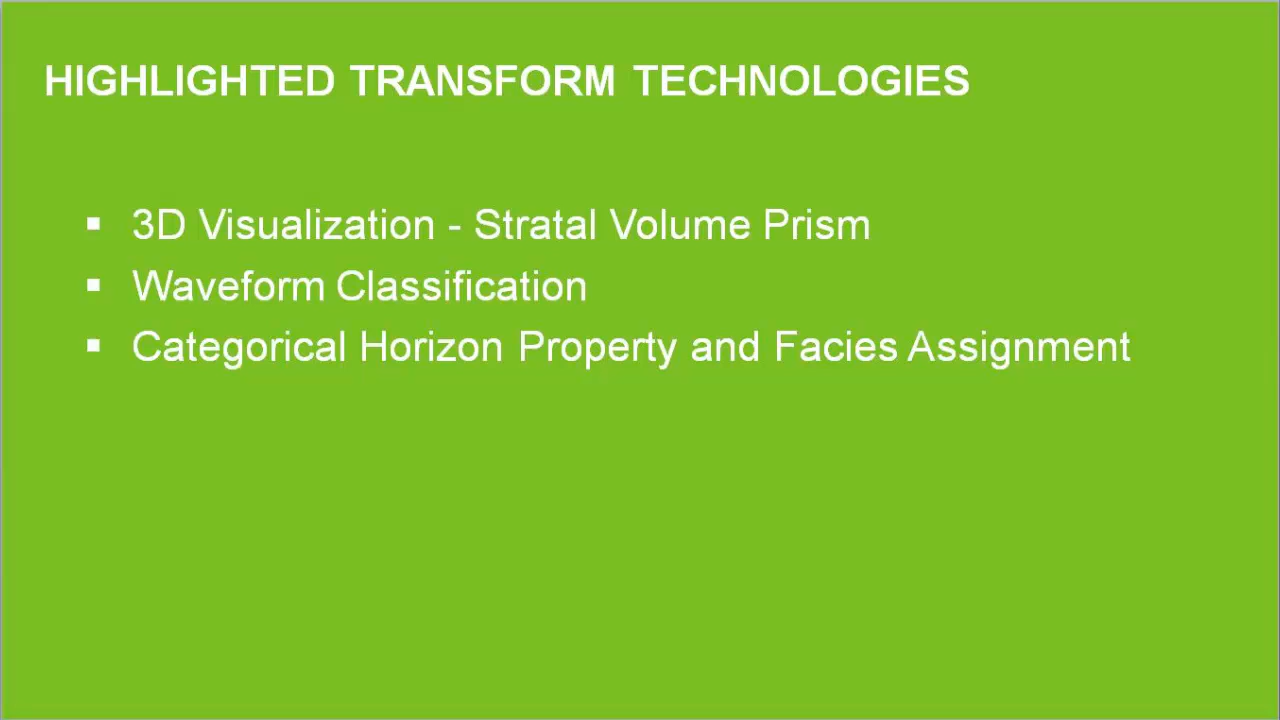 HIGHLIGHTED TRANSFORM TECHNOLOGIES
▪ 3D Visualization - Stratal Volume Prism
▪ Waveform Classification
▪ Categorical Horizon Property and Facies Assignment